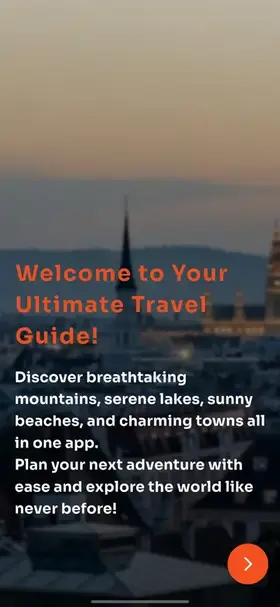 Welcome to Your
Ultimate Travel
Guide!
Discover breathtaking
mountains, serene lakes, sunny
beaches, and charming towns all
in one app.
Plan your next adventure with
ease and explore the world like
never before!